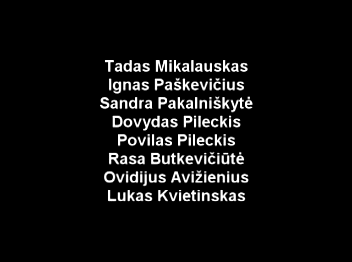 Tadas Mikalauskas
Ignas Paškevičius
Sandra Pakalniškytė
Dovydas Pileckis
Povilas Pileckis
Rasa Butkevičiūtė
Ovidijus Avižienius
Lukas Kvietinskas